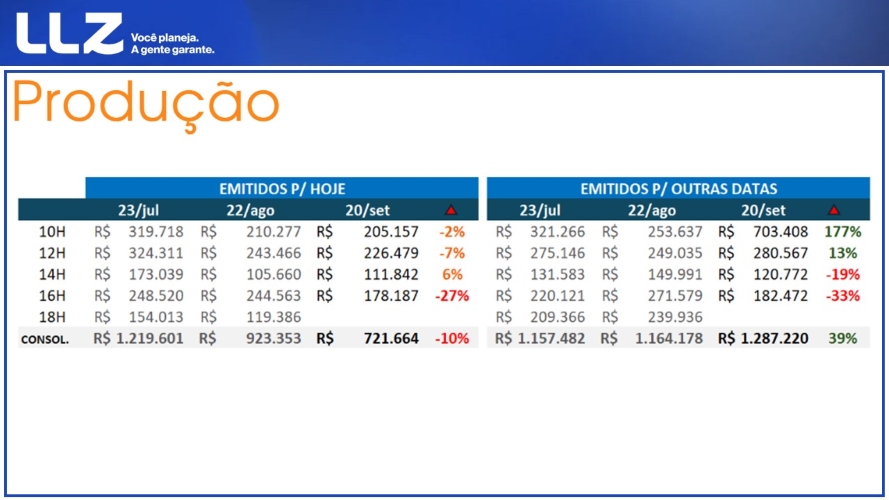 LLZ
Você planeja.
A gente garante.
Produção
EMITIDOS P/ HOJE EMITIDOS P/ OUTRAS DATAS
23/jul 22/ago 20/set 23/jul 22/ago 20/set
10H R$ 319.718 R$ 210.277 R$ 205.157 -2% R$ 321.266 R$ 253.637 R$ 703.408 177%
12H R$ 324.311 R$ 243.466 R$ 226.479 -7% R$ 275.146 R$ 249.035 R$ 280.567 13%
14H R$ 173.039 R$ 105.660 R$ 111.842 6% R$ 131.583 R$ 149.991 R$ 120.772 -19%
16H R$ 248.520 R$ 244.563 R$ 178.187 -27% R$ 220.121 R$ 271.579 R$ 182.472 -33%
18H R$ 154.013 R$ 119.386 R$ 209.366 R$ 239.936
CONSOL. R$ 1.219.601 R$ 923.353 R$ 721.664 -10% R$ 1.157.482 R$ 1.164.178 R$ 1.287.220 39%